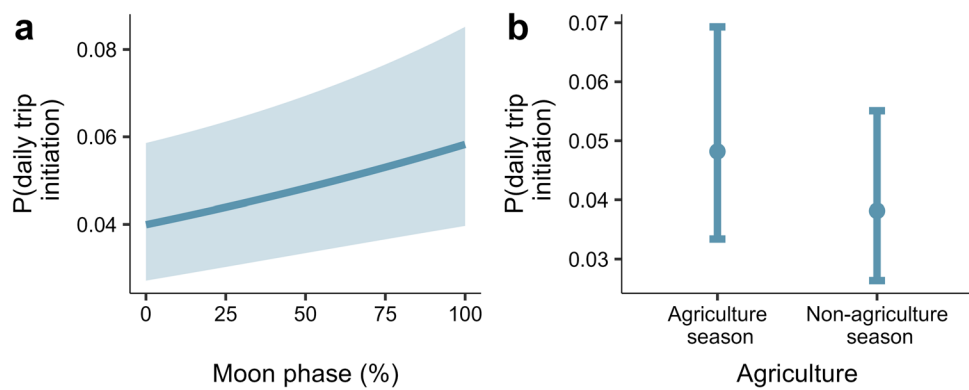 a
P(daily trip
initiation)
0.08
0.06
0.04
0
25
50
75
100
Moon phase (%)
b
P(daily trip
initiation)
0.07
0.06
0.05
0.04
0.03
Agriculture
season
Non-agriculture
season
Agriculture